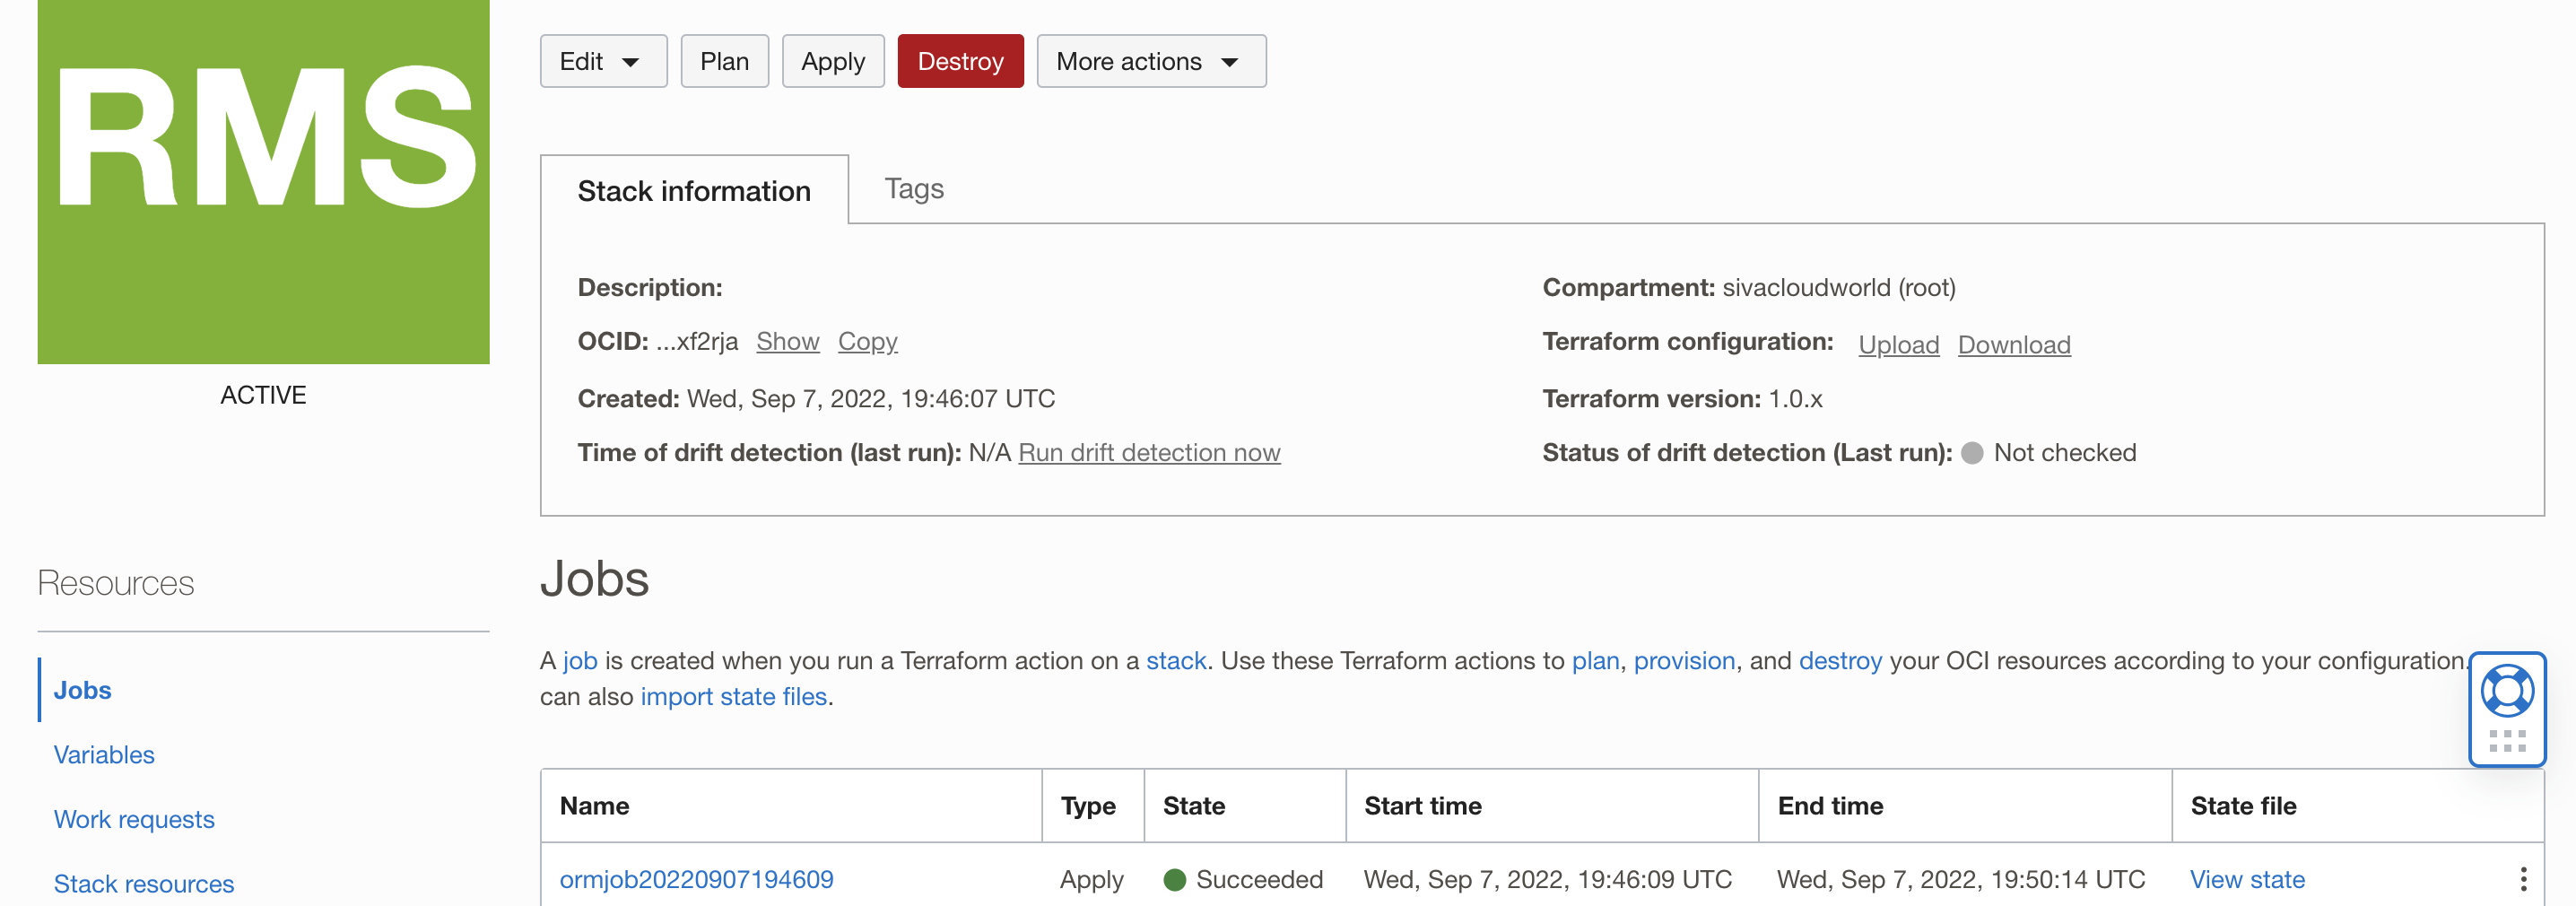 RMS
ACTIVE
Edit
Plan
Apply
Destroy
More actions
Stack information
Tags
Description:
OCID: ...xf2rja Show Copy
Created: Wed, Sep 7, 2022, 19:46:07 UTC
Time of drift detection (last run): N/A Run drift detection now
Compartment: sivacloudworld (root)
Terraform configuration: Upload Download
Terraform version: 1.0.x
Status of drift detection (Last run): Not checked
Resources
Jobs
Variables
Work requests
Stack resources
Jobs
A job is created when you run a Terraform action on a stack. Use these Terraform actions to plan, provision, and destroy your OCI resources according to your configuration.
can also import state files.
Name Type State Start time End time State file
ormjob20220907194609 Apply Succeeded Wed, Sep 7, 2022, 19:46:09 UTC Wed, Sep 7, 2022, 19:50:14 UTC View state